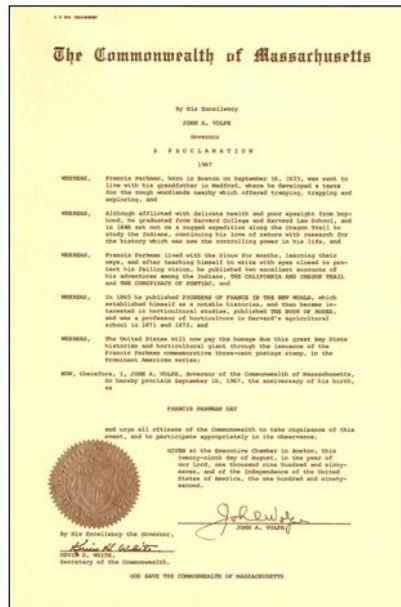 The Commonwealth of Massachusetts
By His Excellency
JOHN A. VOLPE
Governor
A PROCLAMATION
1967
WHEREAS, Francis Parkman, born in Boston on September 16, 1823, was sent to
live with his grandfather in Medford, where he developed a taste
for the rough woodlands nearby which offered tramping, trapping and
exploring, and
WHEREAS, Although afflicted with delicate health and poor eyesight from boy-
hood, he graduated from Harvard College and Harvard Law School, and
in 1846 set out on a rugged expedition along the Oregon Trail to
study the Indians, continuing his love of nature with research for
the history which was now the controlling power in his life, and
WHEREAS, Francis Parkman lived with the Sioux for months, learning their
ways, and after teaching himself to write with eyes closed to pro-
tect his failing vision, he published two excellent accounts of
his adventures among the Indians, THE CALIFORNIA AND OREGON TRAIL
and THE CONSPIRACY OF PONTIAC, and
WHEREAS, In 1865 he published PIONEERS OF FRANCE IN THE NEW WORLD, which
established himself as a notable historian, and then became in-
terested in horticultural studies, published THE BOOK OF ROSES,
and was a professor of horticulture in Harvard's agricultural
school in 1871 and 1872, and
WHEREAS, The United States will now pay the homage due this great Bay State
historian and horticultural giant through the issuance of the
Francis Parkman commemorative three-cent postage stamp, in the
Prominent American series;
NOW, therefore, I, JOHN A. VOLPE, Governor of the Commonwealth of Massachusetts,
do hereby proclaim September 16, 1967, the anniversary of his birth,
as
FRANCIS PARKMAN DAY
and urge all citizens of the Commonwealth to take cognizance of this
event, and to participate appropriately in its observance.
GIVEN at the Executive Chamber in Boston, this
twenty-ninth day of August, in the year of
our Lord, one thousand nine hundred and sixty-
seven, and of the Independence of the United
States of America, the one hundred and ninety-
second.
John A. Volpe
JOHN A. VOLPE
By His Excellency the Governor,
Kevin H. White
KEVIN H. WHITE,
Secretary of the Commonwealth.
GOD SAVE THE COMMONWEALTH OF MASSACHUSETTS